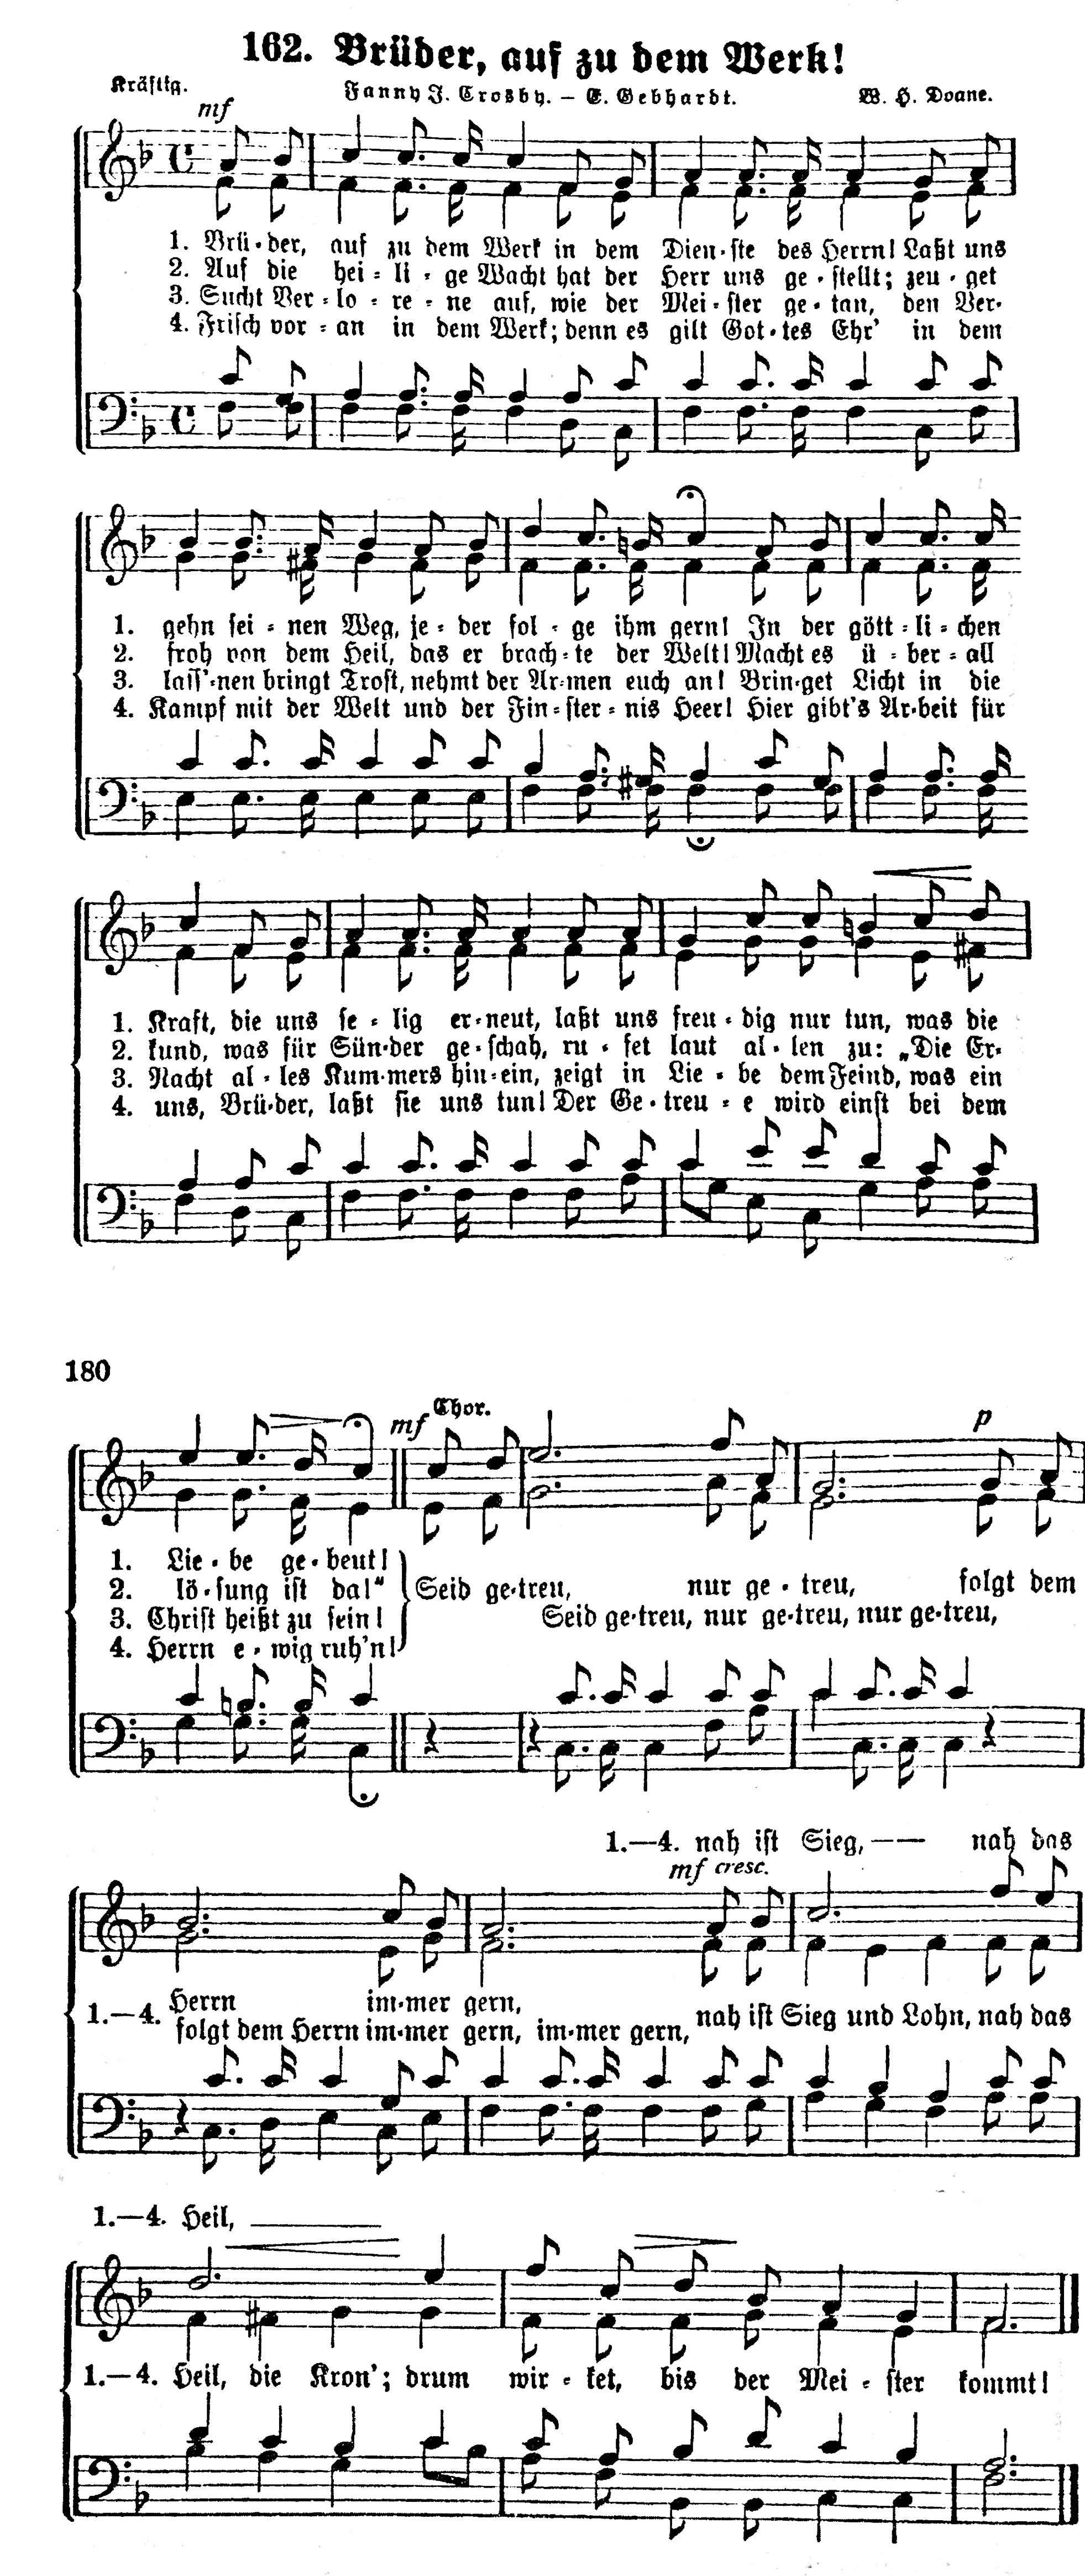 162. Brüder, auf zu dem Werk!
Kräftig. Fanny J. Crosby. – E. Gebhardt. W. H. Doane.
mf
1. Brü-der, auf zu dem Werk in dem Dien-ste des Herrn! Laßt uns
2. Auf die hei-li-ge Wacht hat der Herr uns ge-stellt; zeu-get
3. Sucht Ver-lo-re-ne auf, wie der Mei-ster ge-tan, den Ver-
4. Frisch vor-an in dem Werk; denn es gilt Got-tes Ehr' in dem
1. gehn sei-nen Weg, je-der fol-ge ihm gern! In der gött-li-chen
2. froh von dem Heil, das er brach-te der Welt! Macht es ü-ber-all
3. lass'-nen bringt Trost, nehmt der Ar-men euch an! Brin-get Licht in die
4. Kampf mit der Welt und der Fin-ster-nis Heer! Hier gibt's Ar-beit für
1. Kraft, die uns se-lig er-neut, laßt uns freu-dig nur tun, was die
2. kund, was für Sün-der ge-schah, ru-fet laut al-len zu: „Die Er-
3. Nacht al-les Kum-mers hin-ein, zeigt in Lie-be dem Feind, was ein
4. uns, Brü-der, laßt sie uns tun! Der Ge-treu-e wird einst bei dem
180
mf Chor. p
1. Lie-be ge-beut!
2. lö-sung ist da!" Seid ge-treu, nur ge-treu, folgt dem
3. Christ heißt zu sein! Seid ge-treu, nur ge-treu, nur ge-treu,
4. Herrn e-wig ruh'n!
1.—4. nah ist Sieg, —— nah das
mf cresc.
1.—4. Herrn im-mer gern,
folgt dem Herrn im-mer gern, im-mer gern, nah ist Sieg und Lohn, nah das
1.—4. Heil, ———
1.—4. Heil, die Kron'; drum wir-ket, bis der Mei-ster kommt!